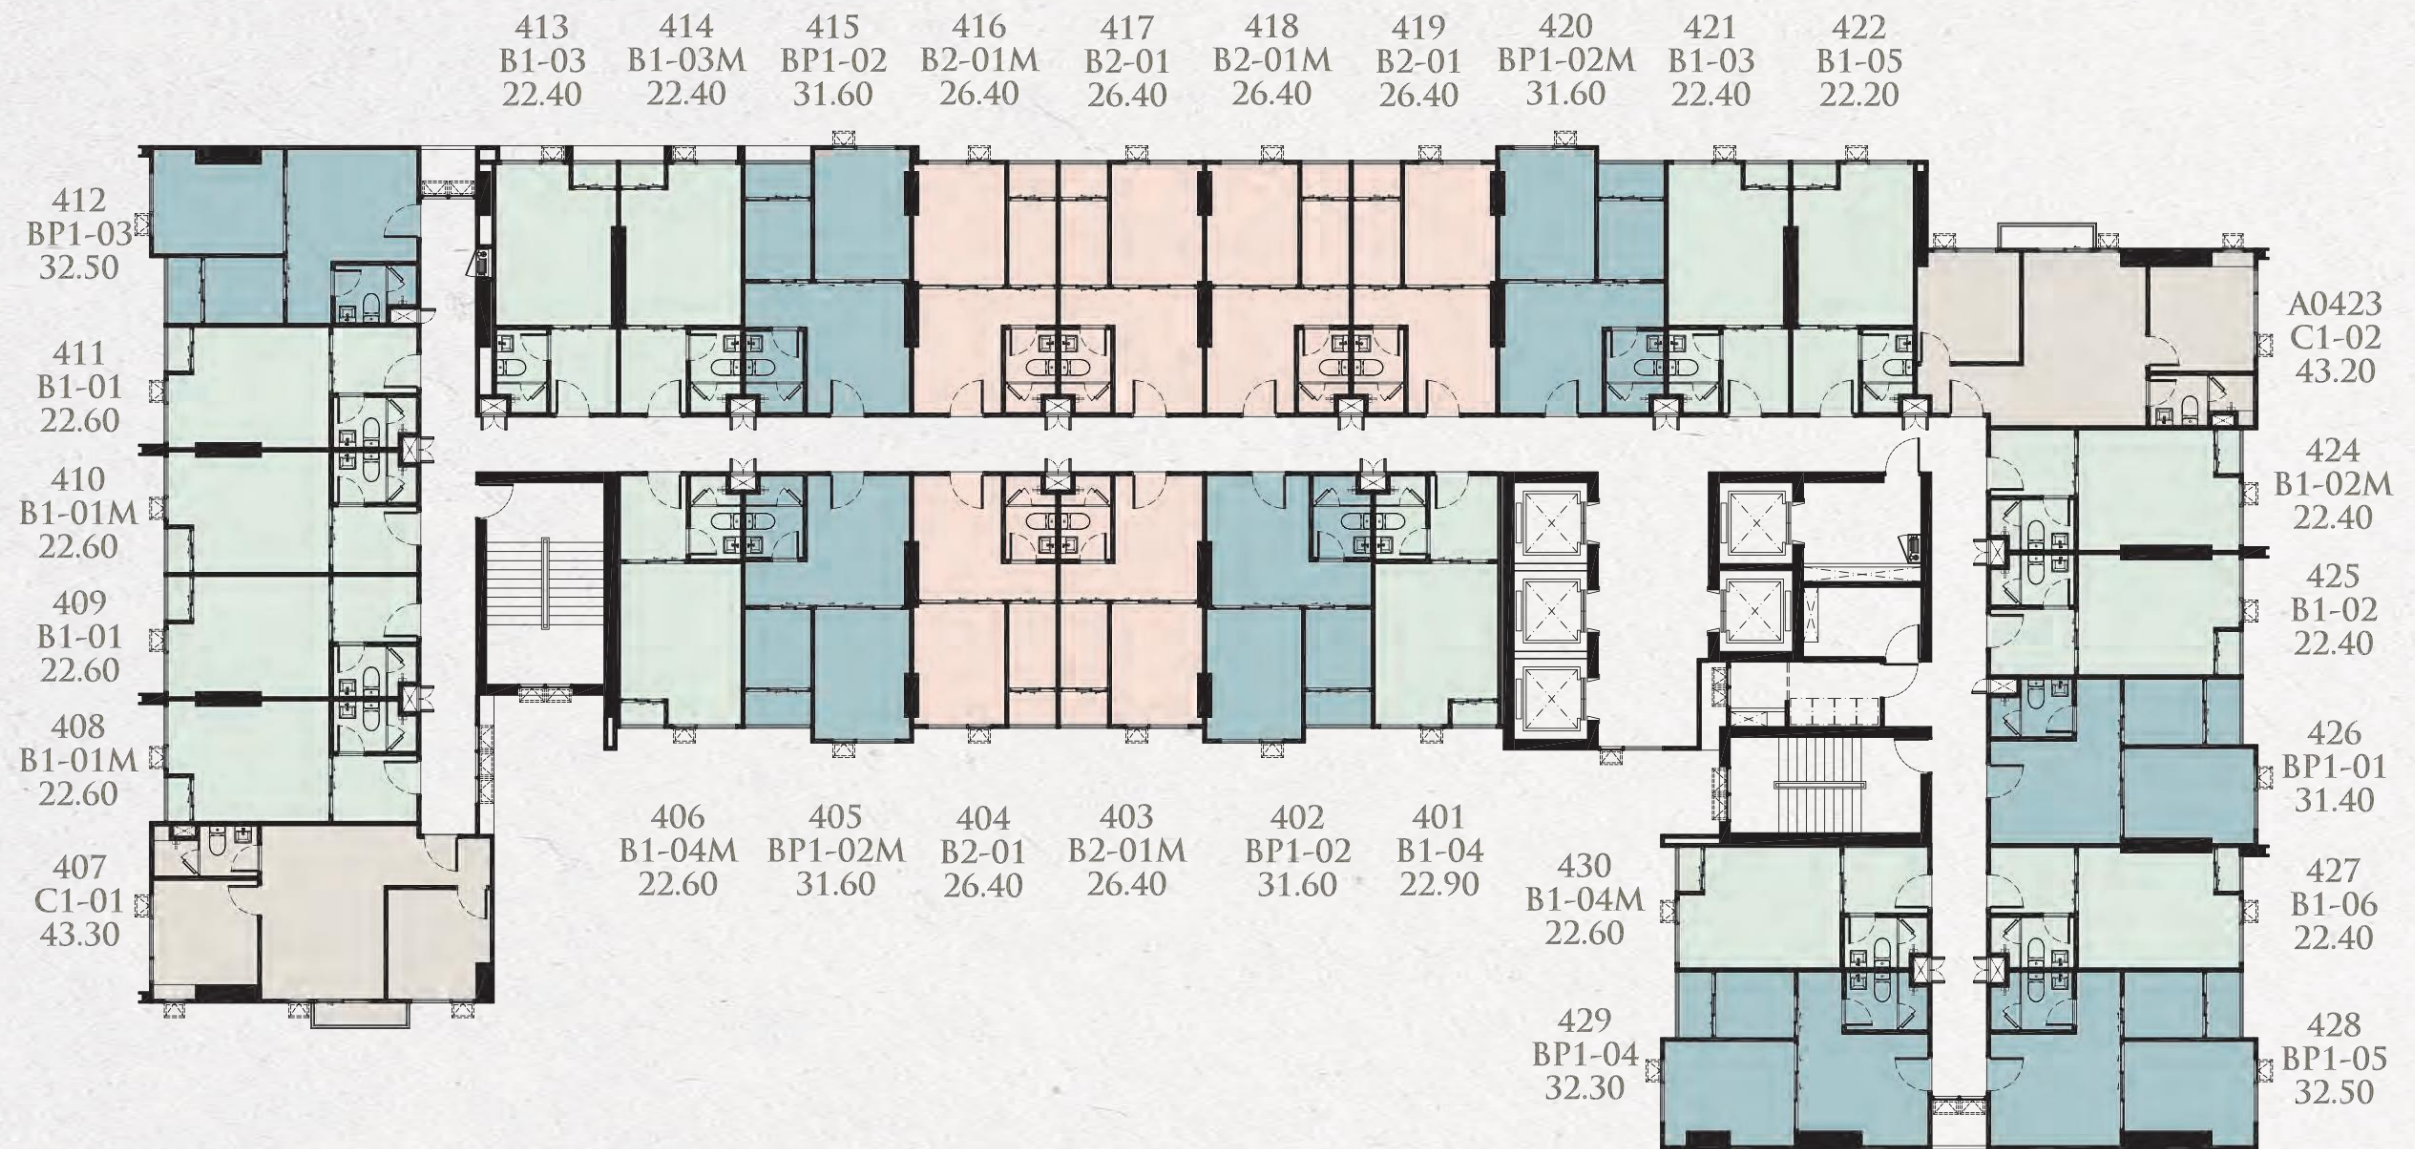 413
B1-03
22.40
414
B1-03M
22.40
415
BP1-02
31.60
416
B2-01M
26.40
417
B2-01
26.40
418
B2-01M
26.40
419
B2-01
26.40
420
BP1-02M
31.60
421
B1-03
22.40
422
B1-05
22.20
412
BP1-03
32.50
411
B1-01
22.60
410
B1-01M
22.60
409
B1-01
22.60
408
B1-01M
22.60
407
C1-01
43.30
406
B1-04M
22.60
405
BP1-02M
31.60
404
B2-01
26.40
403
B2-01M
26.40
402
BP1-02
31.60
401
B1-04
22.90
A0423
C1-02
43.20
424
B1-02M
22.40
425
B1-02
22.40
426
BP1-01
31.40
427
B1-06
22.40
428
BP1-05
32.50
430
B1-04M
22.60
429
BP1-04
32.30